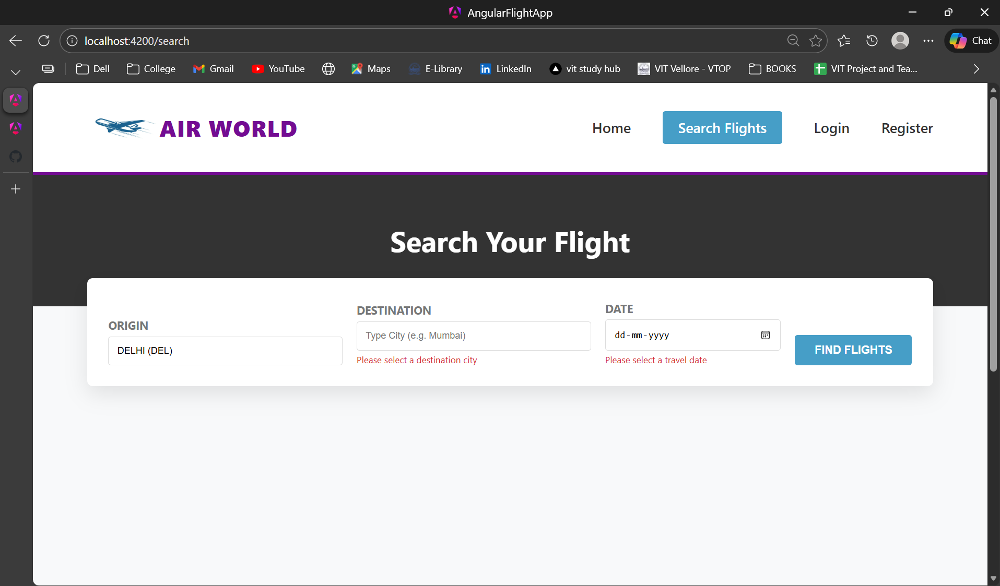 AngularFlightApp
localhost:4200/search
Chat
Dell College Gmail YouTube Maps E-Library LinkedIn vit study hub VIT Vellore - VTOP BOOKS VIT Project and Tea...
AIR WORLD
Home Search Flights Login Register
Search Your Flight
ORIGIN
DELHI (DEL)
DESTINATION
Type City (e.g. Mumbai)
Please select a destination city
DATE
dd-mm-yyyy
Please select a travel date
FIND FLIGHTS